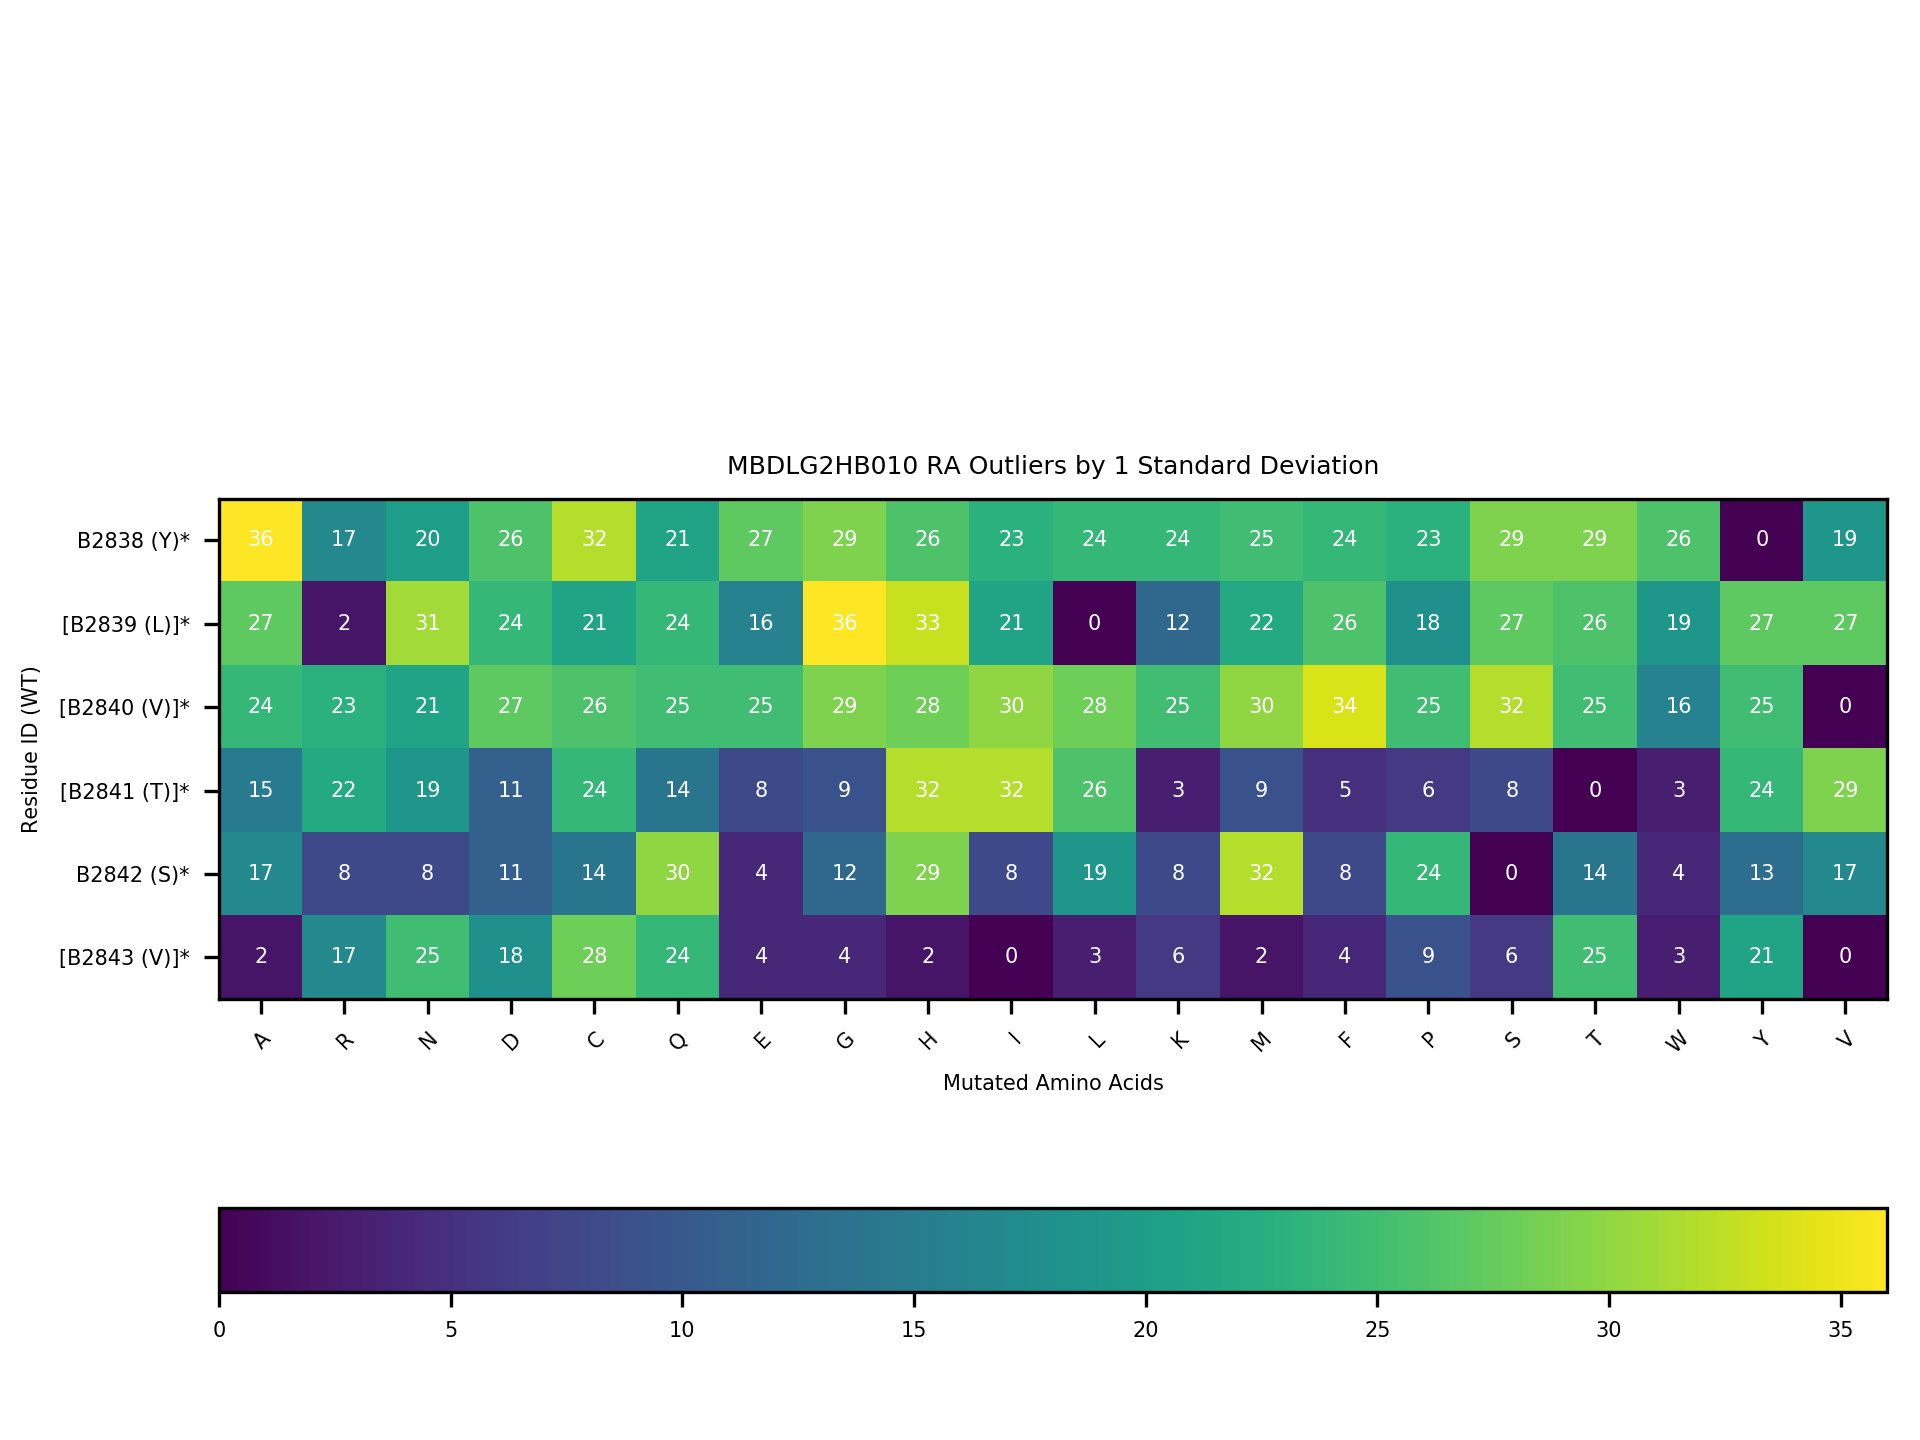 MBDLG2HB010 RA Outliers by 1 Standard Deviation
Residue ID (WT)
B2838 (Y)* 36 17 20 26 32 21 27 29 26 23 24 24 25 24 23 29 29 26 0 19
[B2839 (L)]* 27 2 31 24 21 24 16 36 33 21 0 12 22 26 18 27 26 19 27 27
[B2840 (V)]* 24 23 21 27 26 25 25 29 28 30 28 25 30 34 25 32 25 16 25 0
[B2841 (T)]* 15 22 19 11 24 14 8 9 32 32 26 3 9 5 6 8 0 3 24 29
B2842 (S)* 17 8 8 11 14 30 4 12 29 8 19 8 32 8 24 0 14 4 13 17
[B2843 (V)]* 2 17 25 18 28 24 4 4 2 0 3 6 2 4 9 6 25 3 21 0
A R N D C Q E G H I L K M F P S T W Y V
Mutated Amino Acids
0 5 10 15 20 25 30 35